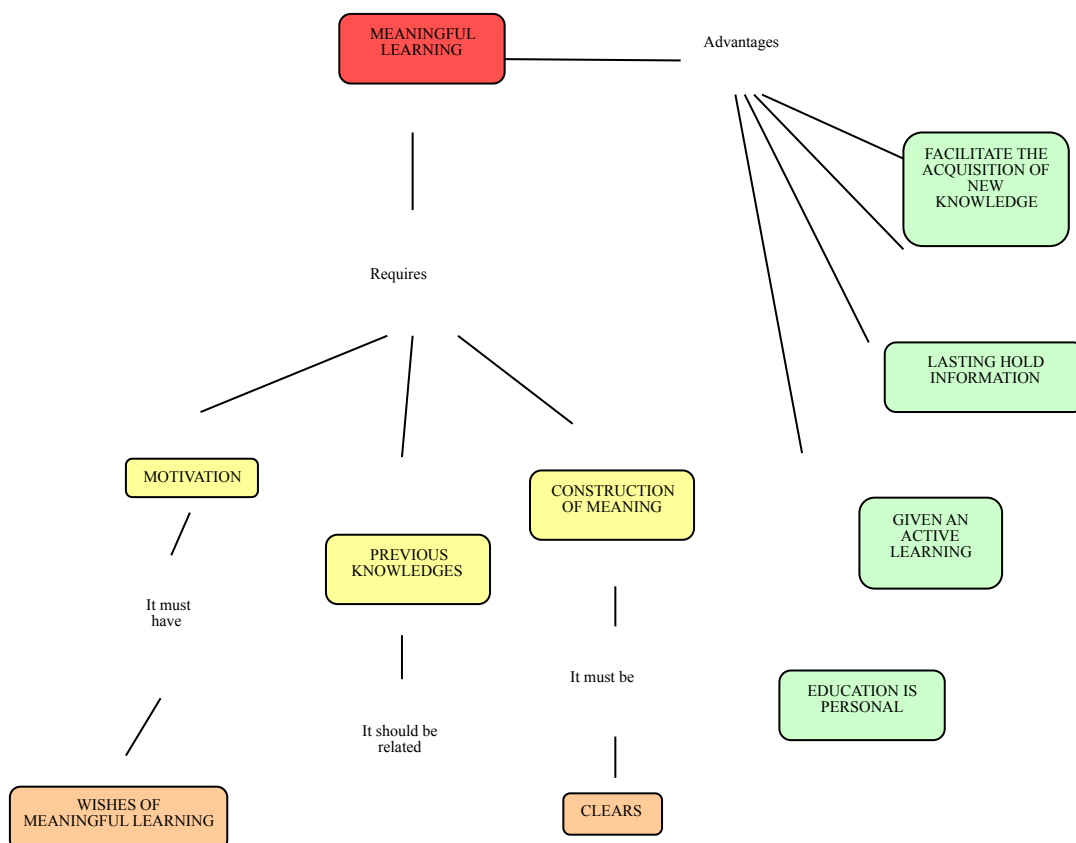 MEANINGFUL
LEARNING
Advantages
FACILITATE THE
ACQUISITION OF
NEW
KNOWLEDGE
Requires
LASTING HOLD
INFORMATION
MOTIVATION
CONSTRUCTION
OF MEANING
GIVEN AN
ACTIVE
LEARNING
PREVIOUS
KNOWLEDGES
It must
have
It must be
EDUCATION IS
PERSONAL
It should be
related
WISHES OF
MEANINGFUL LEARNING
CLEARS